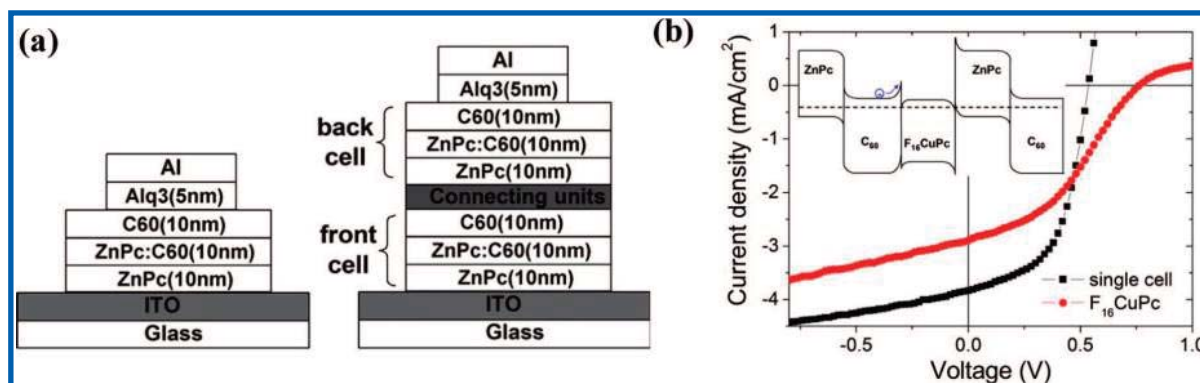 (a)
Al
Alq3(5nm)
C60(10nm)
ZnPc:C60(10nm)
ZnPc(10nm)
ITO
Glass
back
cell
front
cell
Al
Alq3(5nm)
C60(10nm)
ZnPc:C60(10nm)
ZnPc(10nm)
Connecting units
C60(10nm)
ZnPc:C60(10nm)
ZnPc(10nm)
ITO
Glass
(b)
Current density (mA/cm²)
1
0
-1
-2
-3
-4
ZnPc
ZnPc
C₆₀
F₁₆CuPc
C₆₀
single cell
F₁₆CuPc
-0.5
0.0
0.5
1.0
Voltage (V)